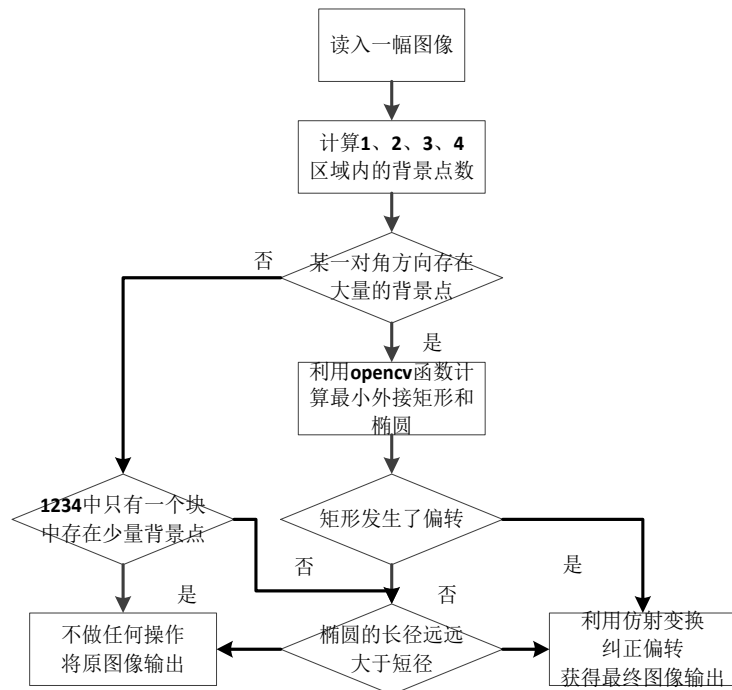 读入一幅图像
计算1、2、3、4
区域内的背景点数
否
某一对角方向存在
大量的背景点
是
利用opencv函数计
算最小外接矩形和
椭圆
1234中只有一个块
中存在少量背景点
矩形发生了偏转
否
是
是
否
不做任何操作
将原图像输出
椭圆的长径远远
大于短径
利用仿射变换
纠正偏转
获得最终图像输出